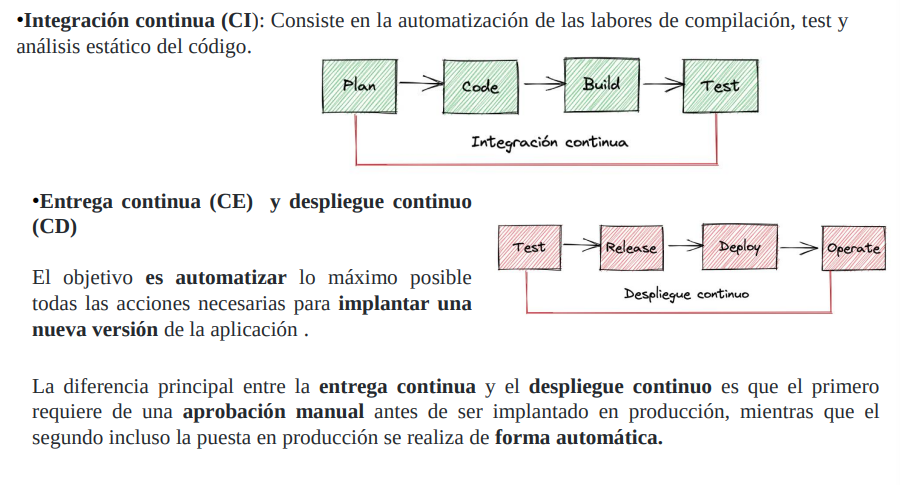 •Integración continua (CI): Consiste en la automatización de las labores de compilación, test y
análisis estático del código.
Plan
Code
Build
Test
Integración continua
•Entrega continua (CE) y despliegue continuo
(CD)
El objetivo es automatizar lo máximo posible
todas las acciones necesarias para implantar una
nueva versión de la aplicación .
Test
Release
Deploy
Operate
Despliegue continuo
La diferencia principal entre la entrega continua y el despliegue continuo es que el primero
requiere de una aprobación manual antes de ser implantado en producción, mientras que el
segundo incluso la puesta en producción se realiza de forma automática.